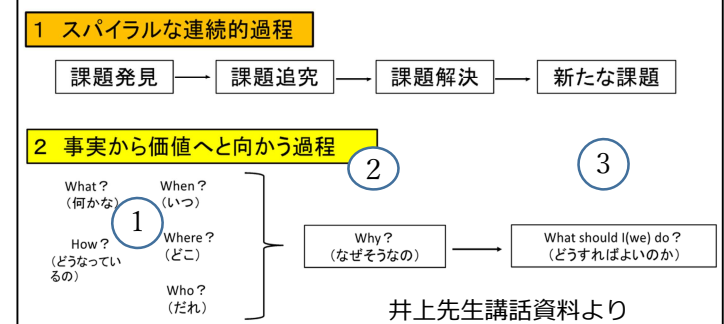 1 スパイラルな連続的過程
課題発見
課題追究
課題解決
新たな課題
2 事実から価値へと向かう過程
2
3
What?
(何かな)
When?
(いつ)
1
How?
(どうなってい
るの)
Where?
(どこ)
Who?
(だれ)
Why?
(なぜそうなの)
What should I(we) do?
(どうすればよいのか)
井上先生講話資料より